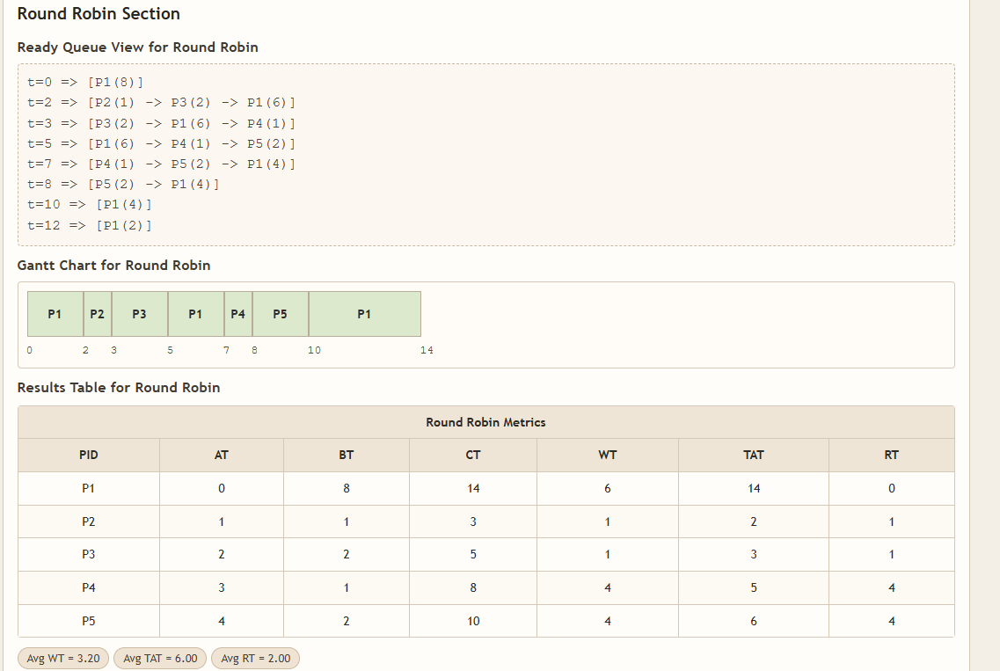 Round Robin Section
Ready Queue View for Round Robin
t=0 => [P1(8)]
t=2 => [P2(1) -> P3(2) -> P1(6)]
t=3 => [P3(2) -> P1(6) -> P4(1)]
t=5 => [P1(6) -> P4(1) -> P5(2)]
t=7 => [P4(1) -> P5(2) -> P1(4)]
t=8 => [P5(2) -> P1(4)]
t=10 => [P1(4)]
t=12 => [P1(2)]
Gantt Chart for Round Robin
P1 P2 P3 P1 P4 P5 P1
0 2 3 5 7 8 10 14
Results Table for Round Robin
Round Robin Metrics
PID AT BT CT WT TAT RT
P1 0 8 14 6 14 0
P2 1 1 3 1 2 1
P3 2 2 5 1 3 1
P4 3 1 8 4 5 4
P5 4 2 10 4 6 4
Avg WT = 3.20 Avg TAT = 6.00 Avg RT = 2.00